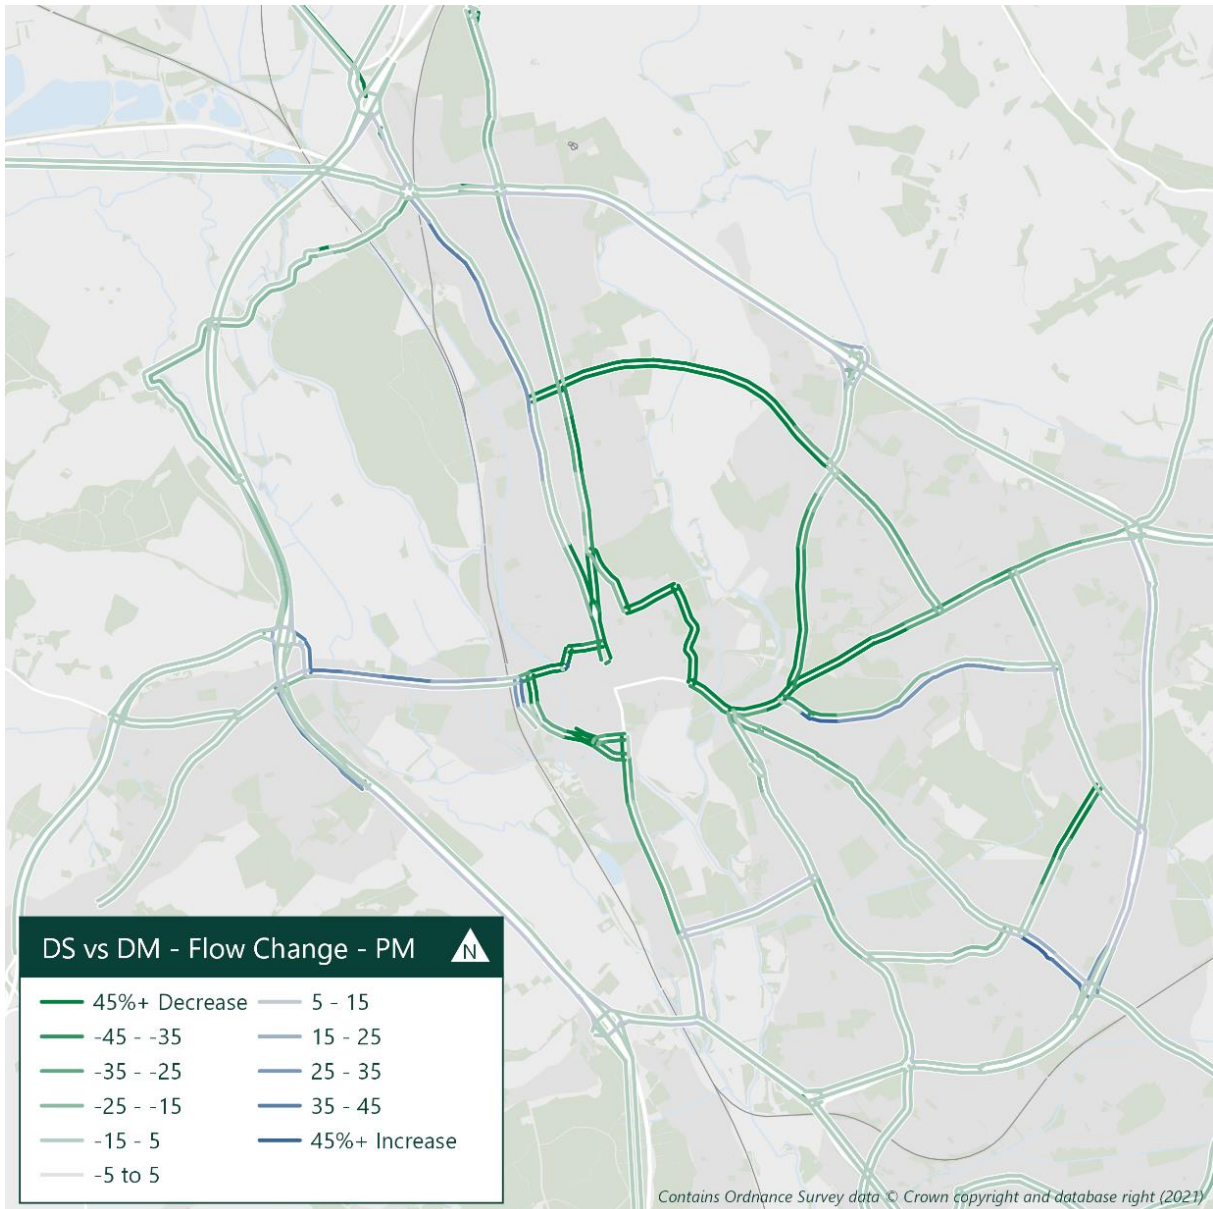 DS vs DM - Flow Change - PM
N
45%+ Decrease
-45 - -35
-35 - -25
-25 - -15
-15 - 5
-5 to 5
5 - 15
15 - 25
25 - 35
35 - 45
45%+ Increase
Contains Ordnance Survey data © Crown copyright and database right (2021)